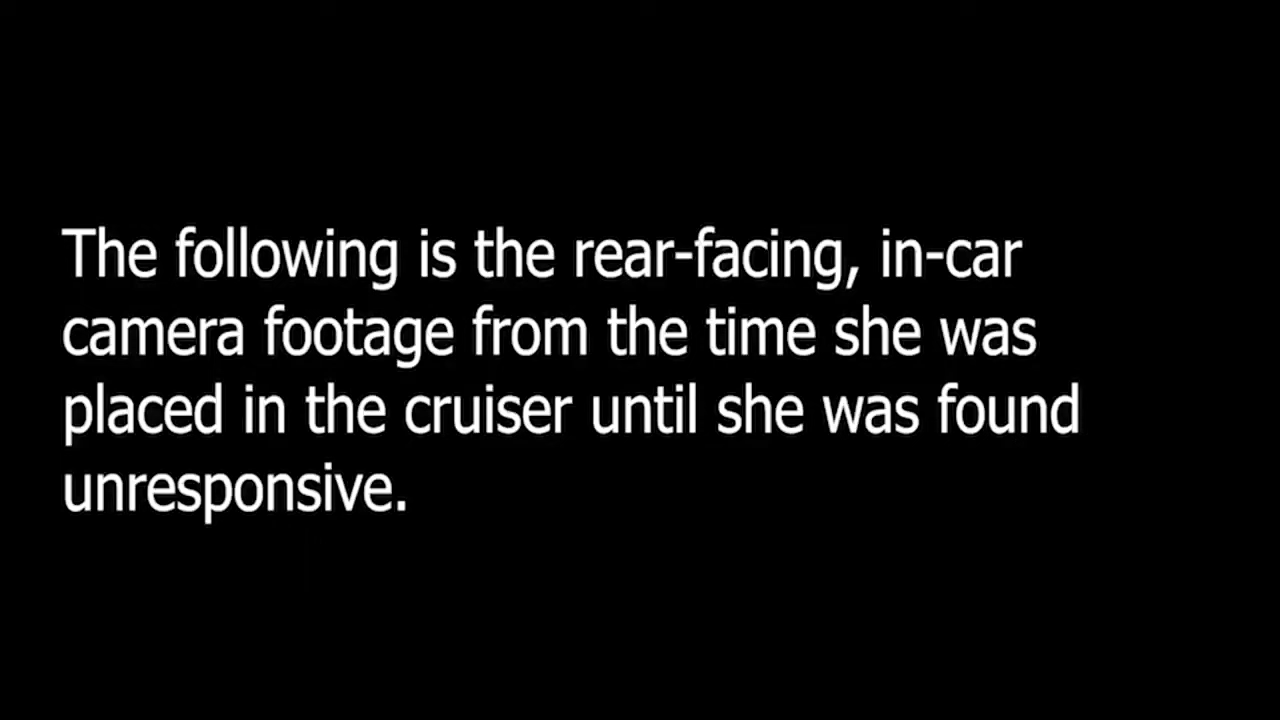 The following is the rear-facing, in-car
camera footage from the time she was
placed in the cruiser until she was found
unresponsive.